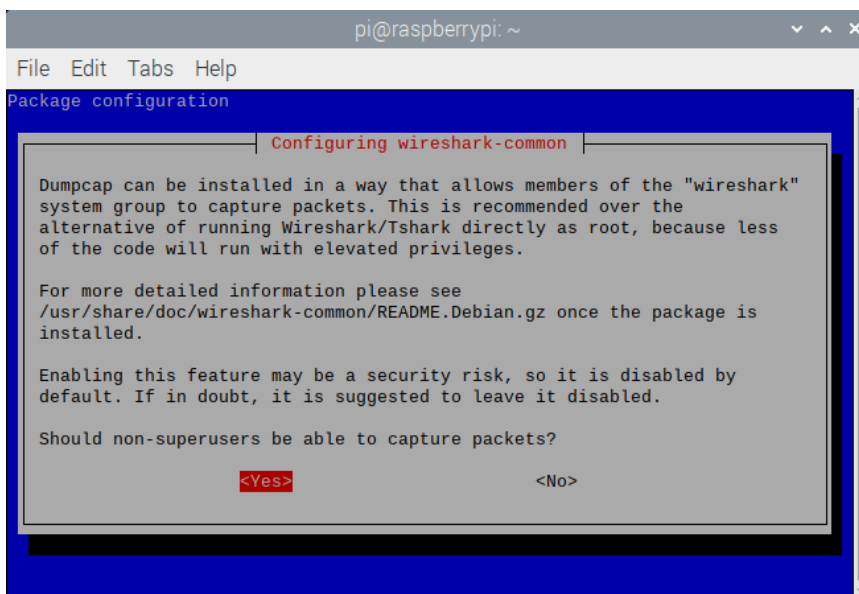 pi@raspberrypi: ~
File Edit Tabs Help
Package configuration
Configuring wireshark-common
Dumpcap can be installed in a way that allows members of the "wireshark"
system group to capture packets. This is recommended over the
alternative of running Wireshark/Tshark directly as root, because less
of the code will run with elevated privileges.
For more detailed information please see
/usr/share/doc/wireshark-common/README.Debian.gz once the package is
installed.
Enabling this feature may be a security risk, so it is disabled by
default. If in doubt, it is suggested to leave it disabled.
Should non-superusers be able to capture packets?
<Yes> <No>